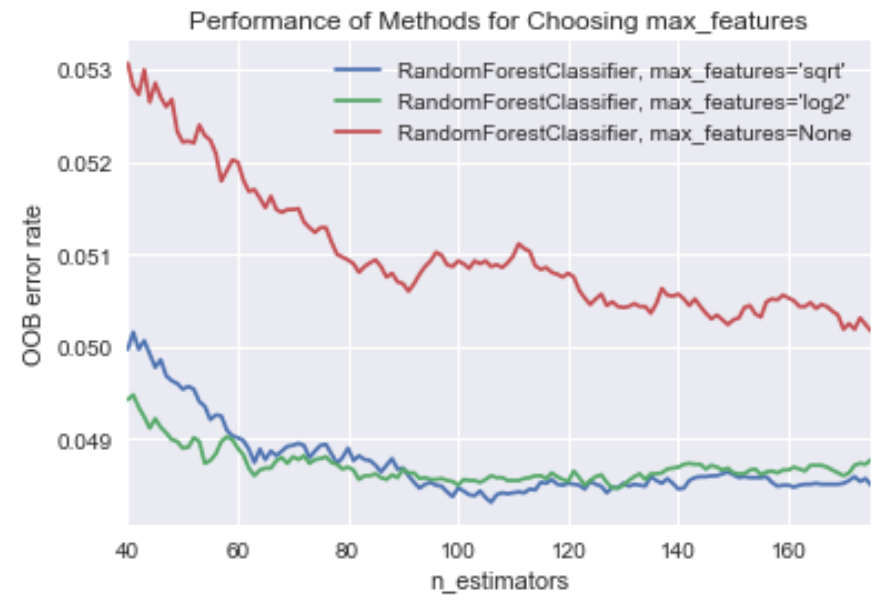 Performance of Methods for Choosing max_features
0.053
0.052
0.051
0.050
0.049
OOB error rate
RandomForestClassifier, max_features='sqrt'
RandomForestClassifier, max_features='log2'
RandomForestClassifier, max_features=None
40 60 80 100 120 140 160
n_estimators